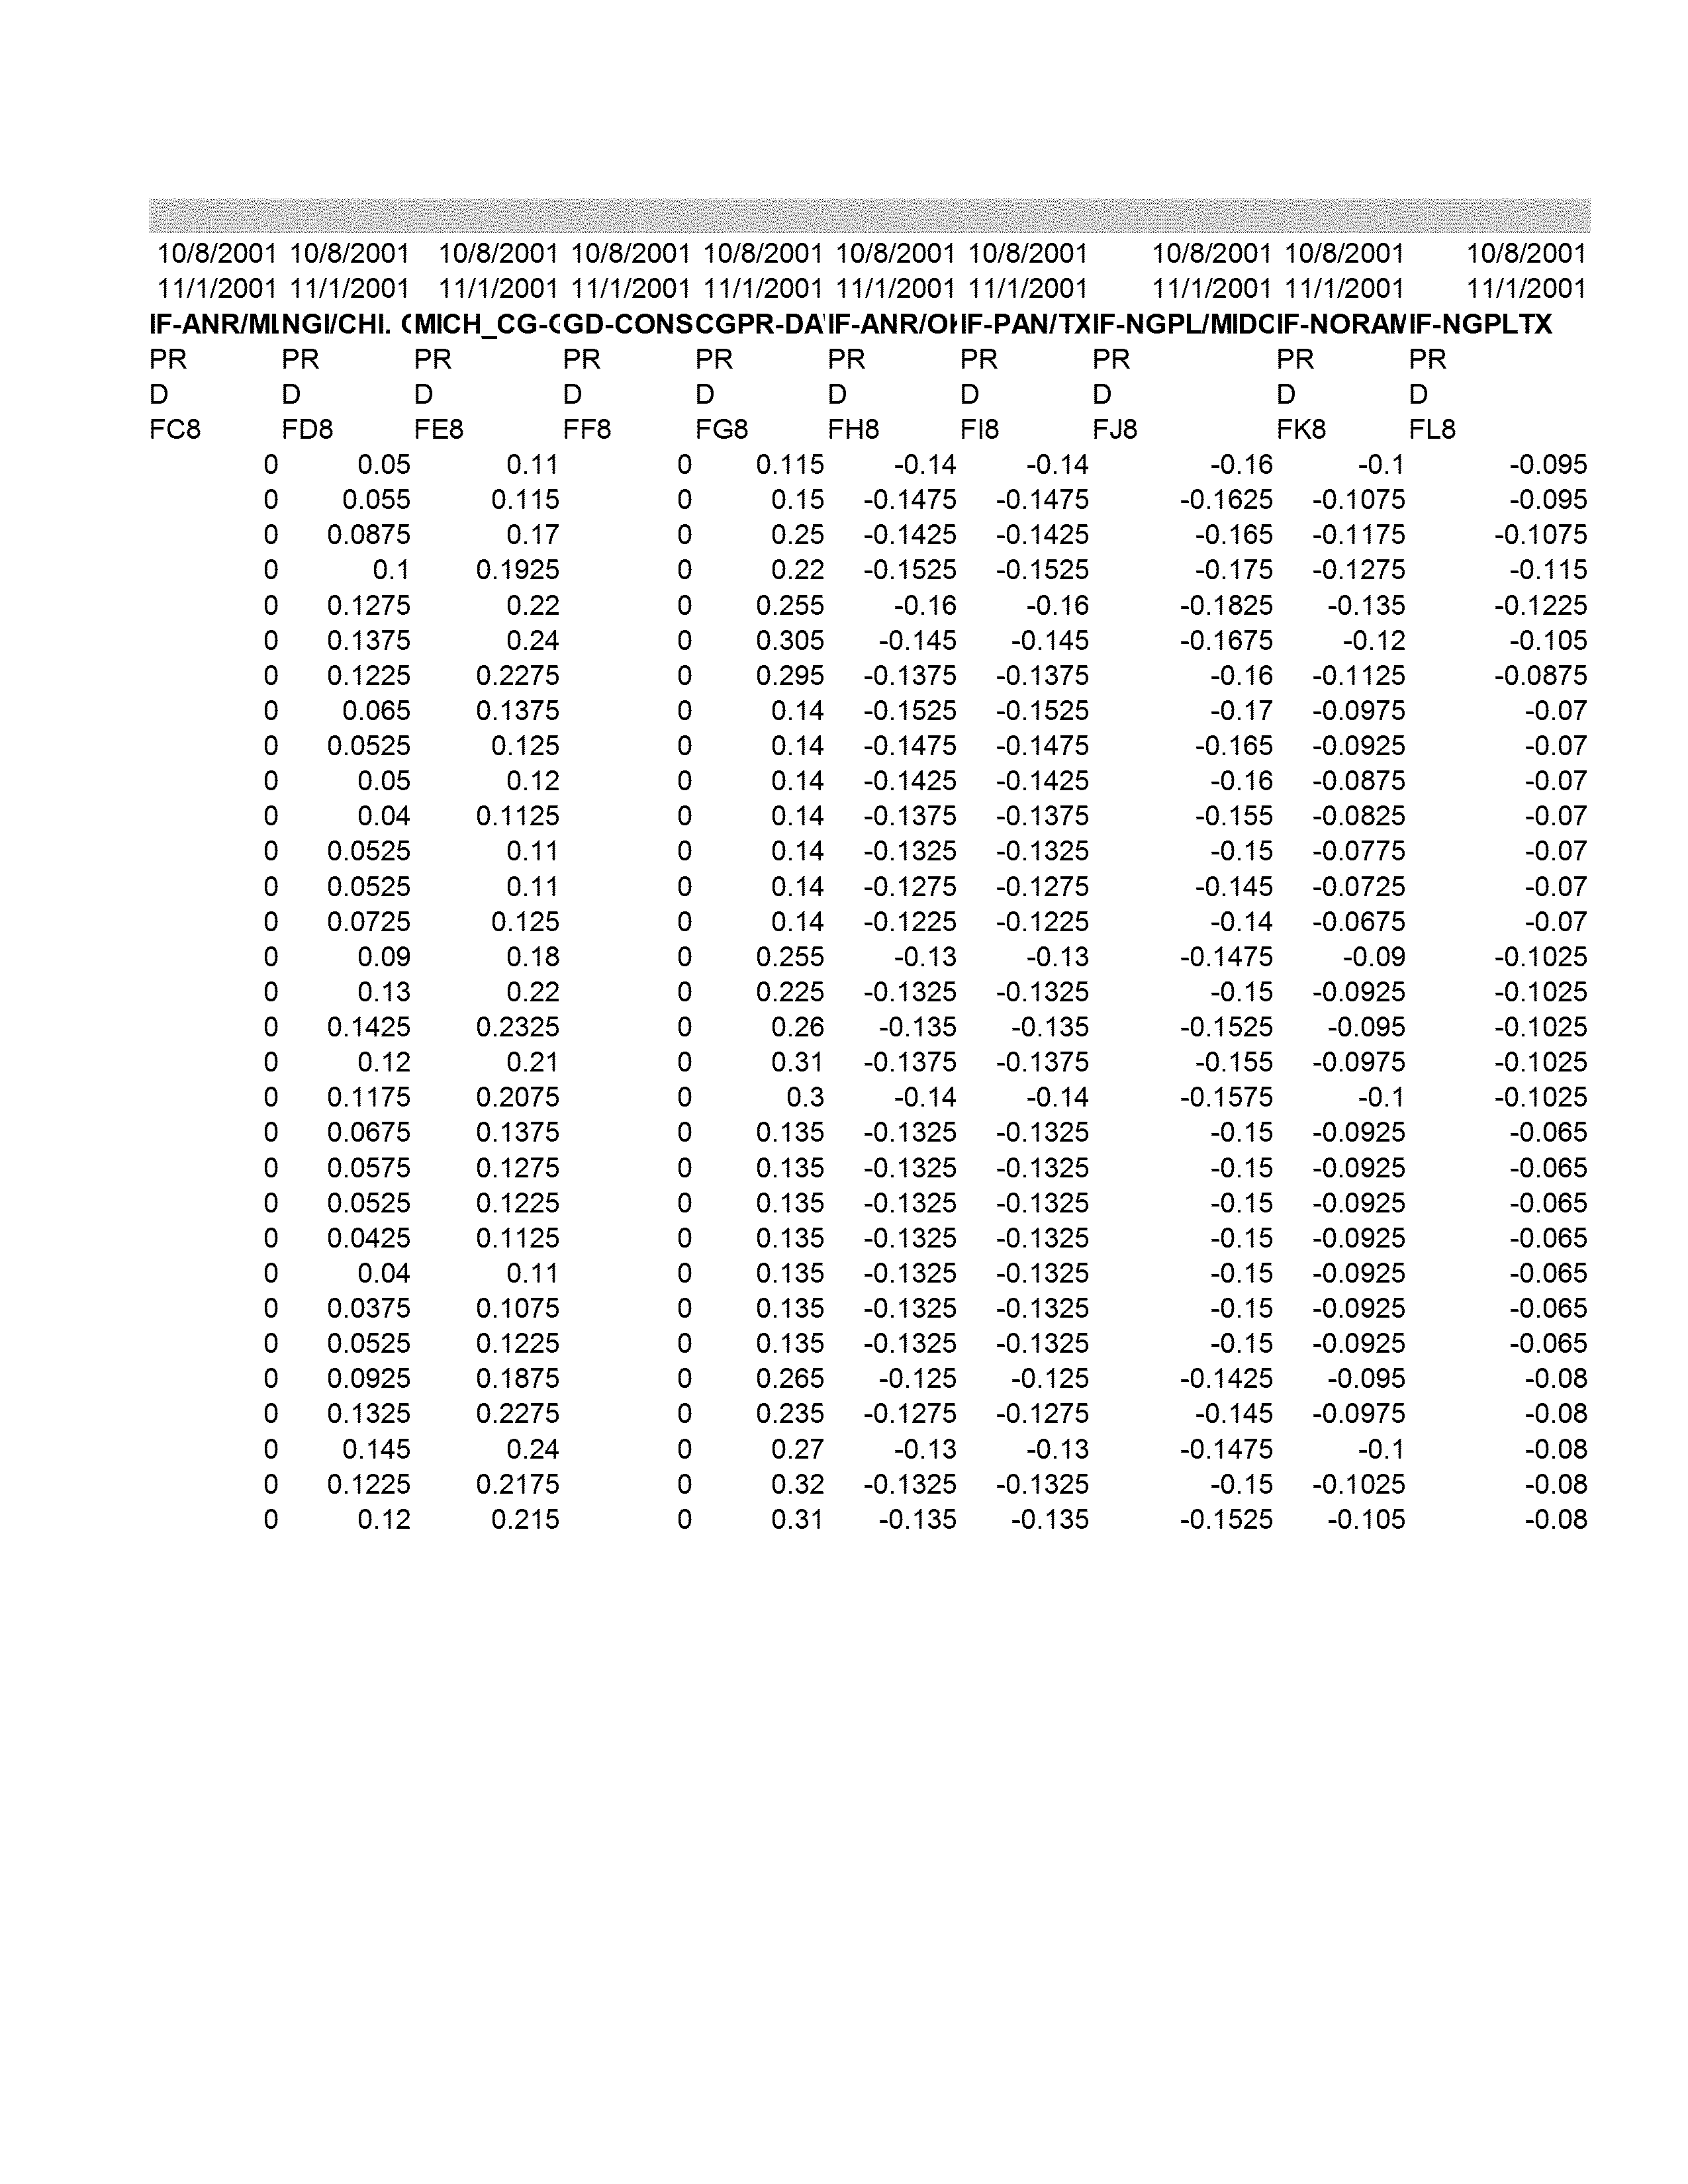 10/8/2001 10/8/2001 10/8/2001 10/8/2001 10/8/2001 10/8/2001 10/8/2001 10/8/2001 10/8/2001 10/8/2001
11/1/2001 11/1/2001 11/1/2001 11/1/2001 11/1/2001 11/1/2001 11/1/2001 11/1/2001 11/1/2001 11/1/2001
IF-ANR/MI NGI/CHI. MICH_CG- GD-CONS CGPR-DA IF-ANR/O IF-PAN/TX IF-NGPL/MIDC IF-NORAM IF-NGPLTX
PR PR PR PR PR PR PR PR PR PR
D D D D D D D D D D
FC8 FD8 FE8 FF8 FG8 FH8 FI8 FJ8 FK8 FL8
0 0.05 0.11 0 0.115 -0.14 -0.14 -0.16 -0.1 -0.095
0 0.055 0.115 0 0.15 -0.1475 -0.1475 -0.1625 -0.1075 -0.095
0 0.0875 0.17 0 0.25 -0.1425 -0.1425 -0.165 -0.1175 -0.1075
0 0.1 0.1925 0 0.22 -0.1525 -0.1525 -0.175 -0.1275 -0.115
0 0.1275 0.22 0 0.255 -0.16 -0.16 -0.1825 -0.135 -0.1225
0 0.1375 0.24 0 0.305 -0.145 -0.145 -0.1675 -0.12 -0.105
0 0.1225 0.2275 0 0.295 -0.1375 -0.1375 -0.16 -0.1125 -0.0875
0 0.065 0.1375 0 0.14 -0.1525 -0.1525 -0.17 -0.0975 -0.07
0 0.0525 0.125 0 0.14 -0.1475 -0.1475 -0.165 -0.0925 -0.07
0 0.05 0.12 0 0.14 -0.1425 -0.1425 -0.16 -0.0875 -0.07
0 0.04 0.1125 0 0.14 -0.1375 -0.1375 -0.155 -0.0825 -0.07
0 0.0525 0.11 0 0.14 -0.1325 -0.1325 -0.15 -0.0775 -0.07
0 0.0525 0.11 0 0.14 -0.1275 -0.1275 -0.145 -0.0725 -0.07
0 0.0725 0.125 0 0.14 -0.1225 -0.1225 -0.14 -0.0675 -0.07
0 0.09 0.18 0 0.255 -0.13 -0.13 -0.1475 -0.09 -0.1025
0 0.13 0.22 0 0.225 -0.1325 -0.1325 -0.15 -0.0925 -0.1025
0 0.1425 0.2325 0 0.26 -0.135 -0.135 -0.1525 -0.095 -0.1025
0 0.12 0.21 0 0.31 -0.1375 -0.1375 -0.155 -0.0975 -0.1025
0 0.1175 0.2075 0 0.3 -0.14 -0.14 -0.1575 -0.1 -0.1025
0 0.0675 0.1375 0 0.135 -0.1325 -0.1325 -0.15 -0.0925 -0.065
0 0.0575 0.1275 0 0.135 -0.1325 -0.1325 -0.15 -0.0925 -0.065
0 0.0525 0.1225 0 0.135 -0.1325 -0.1325 -0.15 -0.0925 -0.065
0 0.0425 0.1125 0 0.135 -0.1325 -0.1325 -0.15 -0.0925 -0.065
0 0.04 0.11 0 0.135 -0.1325 -0.1325 -0.15 -0.0925 -0.065
0 0.0375 0.1075 0 0.135 -0.1325 -0.1325 -0.15 -0.0925 -0.065
0 0.0525 0.1225 0 0.135 -0.1325 -0.1325 -0.15 -0.0925 -0.065
0 0.0925 0.1875 0 0.265 -0.125 -0.125 -0.1425 -0.095 -0.08
0 0.1325 0.2275 0 0.235 -0.1275 -0.1275 -0.145 -0.0975 -0.08
0 0.145 0.24 0 0.27 -0.13 -0.13 -0.1475 -0.1 -0.08
0 0.1225 0.2175 0 0.32 -0.1325 -0.1325 -0.15 -0.1025 -0.08
0 0.12 0.215 0 0.31 -0.135 -0.135 -0.1525 -0.105 -0.08